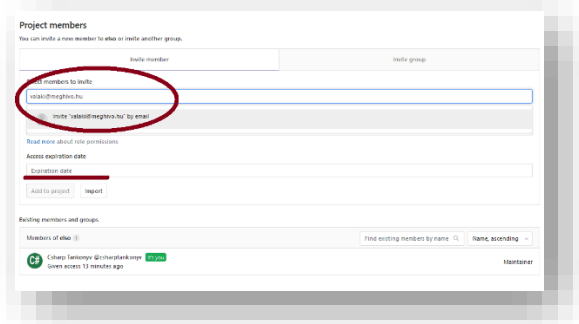 Project members
You can invite a new member to elso or invite another group.
Invite member
Invite group
members to invite
valaki@meghivo.hu
Invite "valaki@meghivo.hu" by email
Read more about role permissions
Access expiration date
Expiration date
Add to project
Import
Existing members and groups
Members of elso 1
Find existing members by name
Name, ascending
C#
Csharp Tankonyv @csharptankonyv It's you
Given access 13 minutes ago
Maintainer